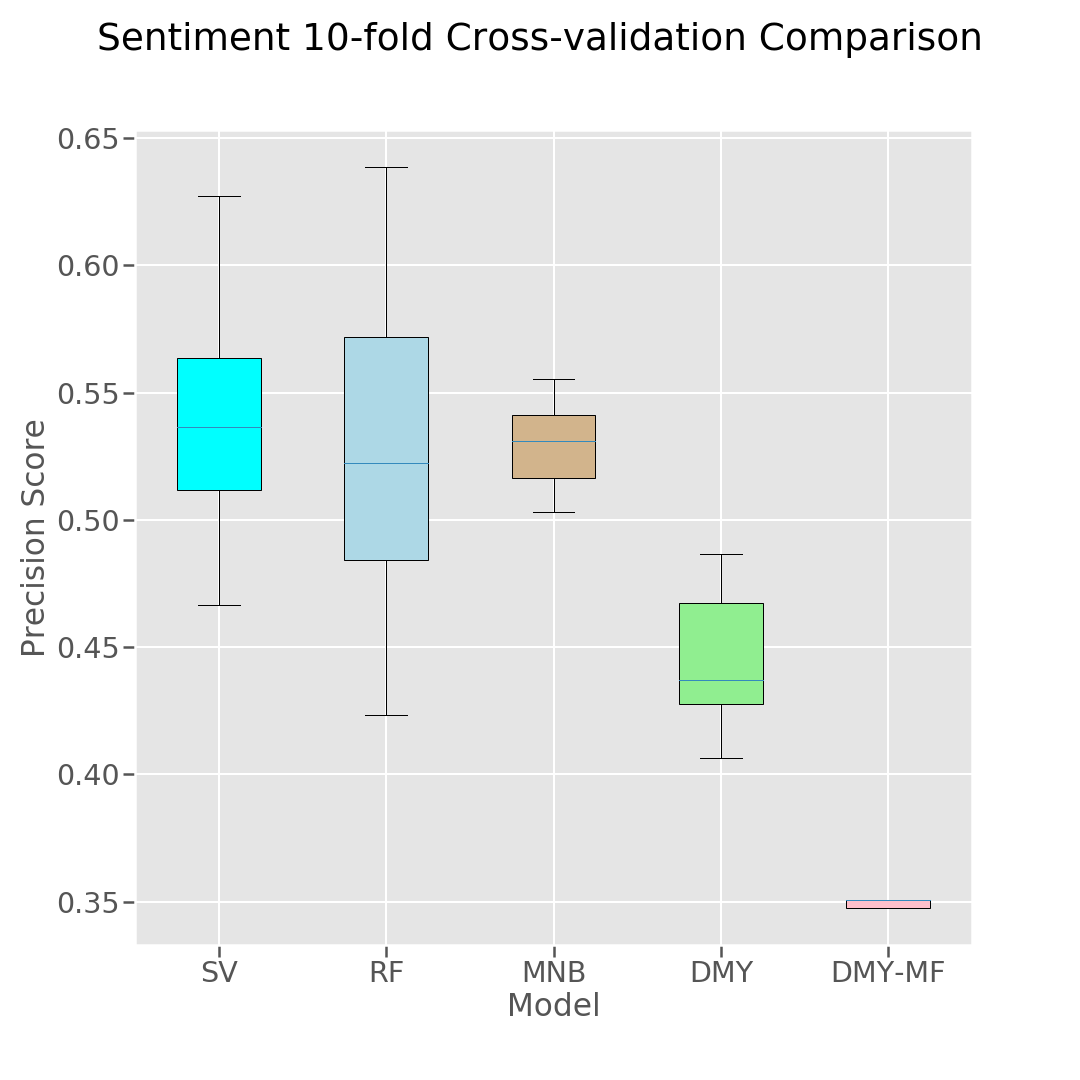 Sentiment 10-fold Cross-validation Comparison
0.65
0.60
0.55
0.50
0.45
0.40
0.35
Precision Score
SV RF MNB DMY DMY-MF
Model